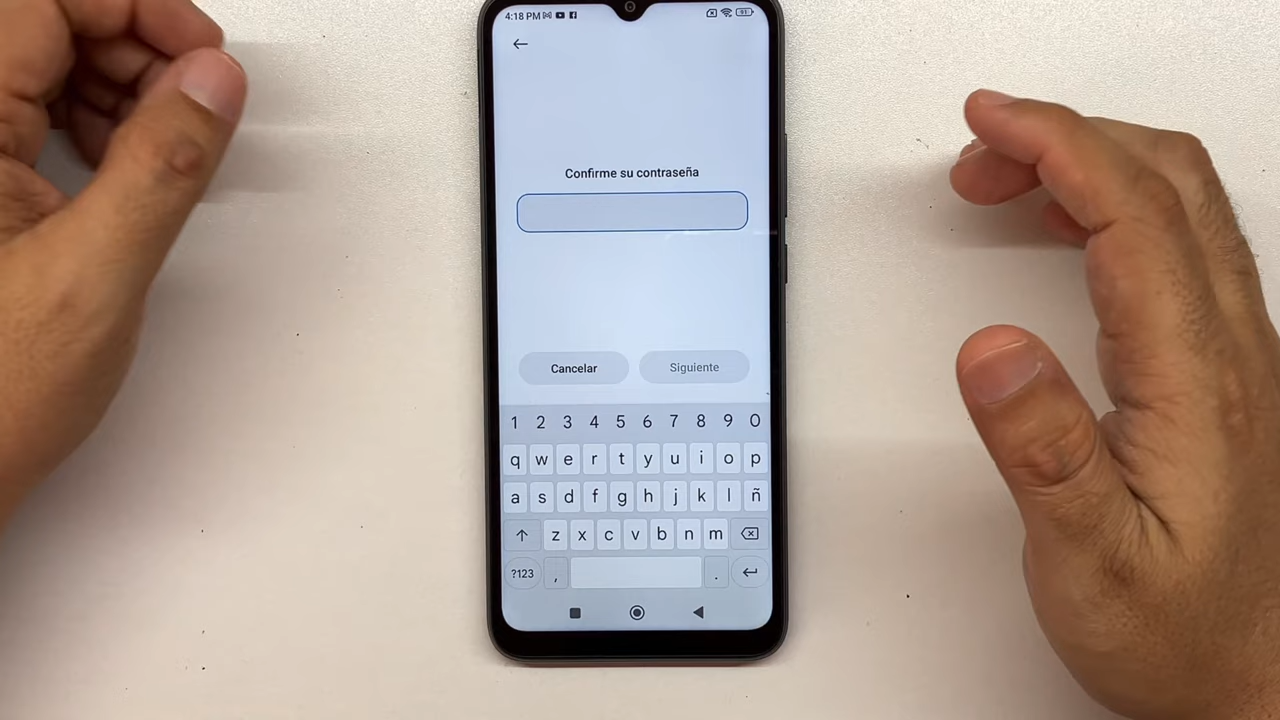 4:18 PM
91
Confirme su contraseña
Cancelar Siguiente
1 2 3 4 5 6 7 8 9 0
q w e r t y u i o p
a s d f g h j k l ñ
z x c v b n m
?123 , .